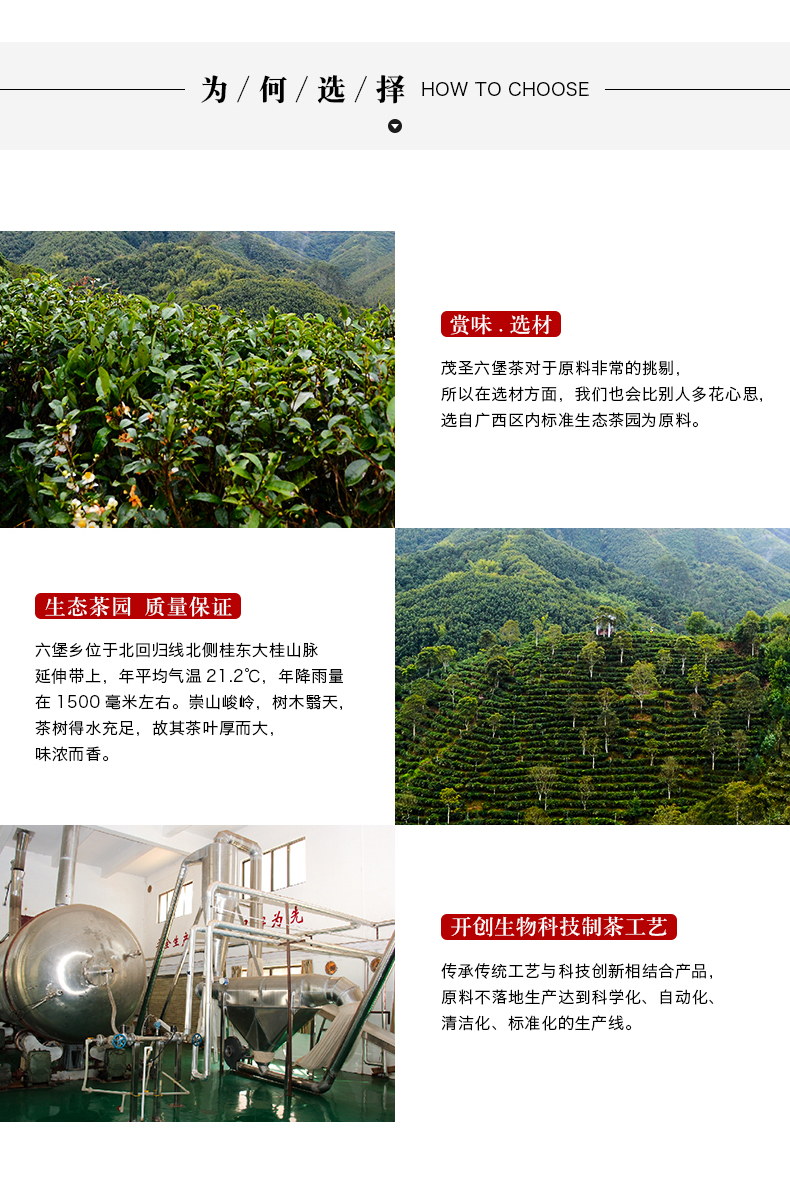 为/何/选/择 HOW TO CHOOSE
赏味.选材
茂圣六堡茶对于原料非常的挑剔，
所以在选材方面，我们也会比别人多花心思，
选自广西区内标准生态茶园为原料。
生态茶园 质量保证
六堡乡位于北回归线北侧桂东大桂山脉
延伸带上，年平均气温 21.2℃，年降雨量
在 1500 毫米左右。崇山峻岭，树木翳天，
茶树得水充足，故其茶叶厚而大，
味浓而香。
全生产
为先
开创生物科技制茶工艺
传承传统工艺与科技创新相结合产品，
原料不落地生产达到科学化、自动化、
清洁化、标准化的生产线。